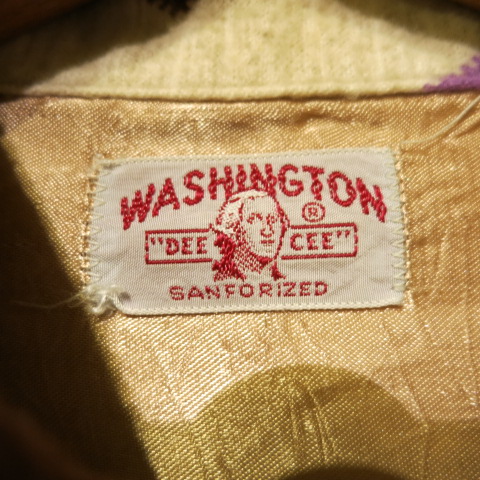 WASHINGTON
®
"DEE CEE"
SANFORIZED